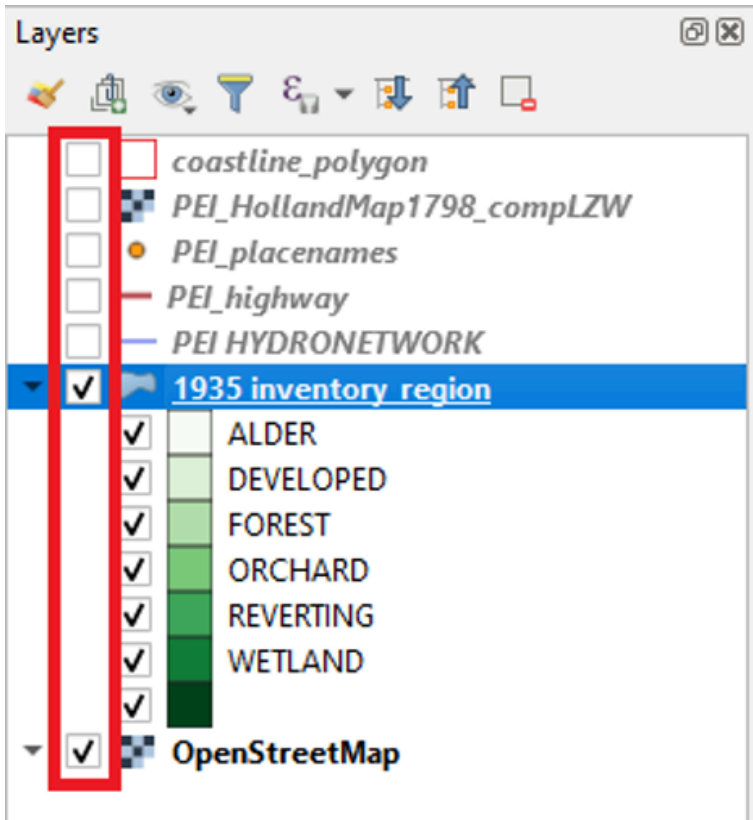 Layers
ε
coastline_polygon
PEI_HollandMap1798_compLZW
PEI_placenames
PEI_highway
PEI HYDRONETWORK
1935 inventory_region
ALDER
DEVELOPED
FOREST
ORCHARD
REVERTING
WETLAND
OpenStreetMap